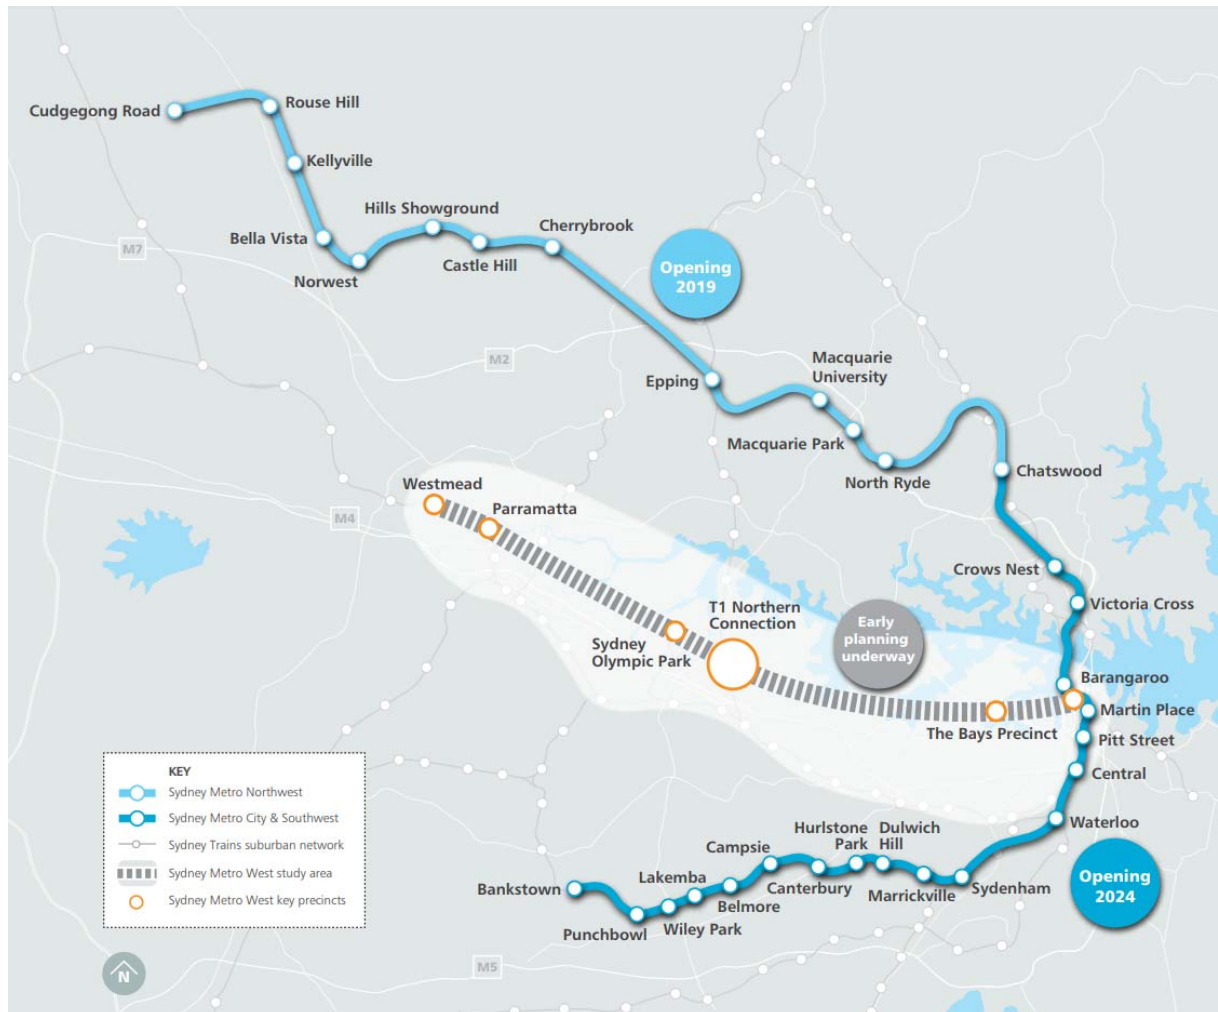 Cudgegong Road
Rouse Hill
Kellyville
Bella Vista
Norwest
Hills Showground
Castle Hill
Cherrybrook
Opening
2019
M7
M2
Epping
Macquarie
University
Macquarie Park
North Ryde
Chatswood
Westmead
Parramatta
M4
Crows Nest
Victoria Cross
T1 Northern
Connection
Sydney
Olympic Park
Early
planning
underway
Barangaroo
Martin Place
The Bays Precinct
Pitt Street
Central
Waterloo
KEY
Sydney Metro Northwest
Sydney Metro City & Southwest
Sydney Trains suburban network
Sydney Metro West study area
Sydney Metro West key precincts
Bankstown
Punchbowl
Wiley Park
Lakemba
Belmore
Campsie
Canterbury
Hurlstone
Park
Dulwich
Hill
Marrickville
Sydenham
Opening
2024
M5
N